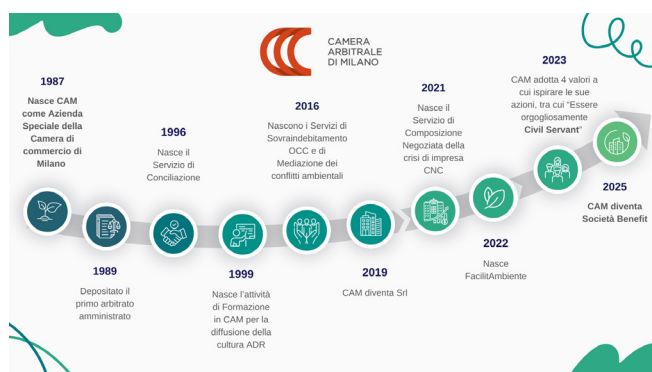 CAMERA
ARBITRALE
DI MILANO
1987
Nasce CAM
come Azienda
Speciale della
Camera di
commercio di
Milano
1989
Depositato il
primo arbitrato
amministrato
1996
Nasce il
Servizio di
Conciliazione
1999
Nasce l'attività
di Formazione
in CAM per la
diffusione della
cultura ADR
2016
Nascono i Servizi di
Sovraindebitamento
OCC e di
Mediazione dei
conflitti ambientali
2019
CAM diventa Srl
2021
Nasce il
Servizio di
Composizione
Negoziata della
crisi di impresa
CNC
2022
Nasce
FacilitAmbiente
2023
CAM adotta 4 valori a
cui ispirare le sue
azioni, tra cui "Essere
orgogliosamente
Civil Servant"
2025
CAM diventa
Società Benefit